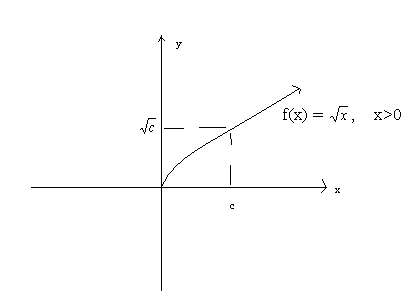 y
√c
f(x) = √x ,   x>0
x
c